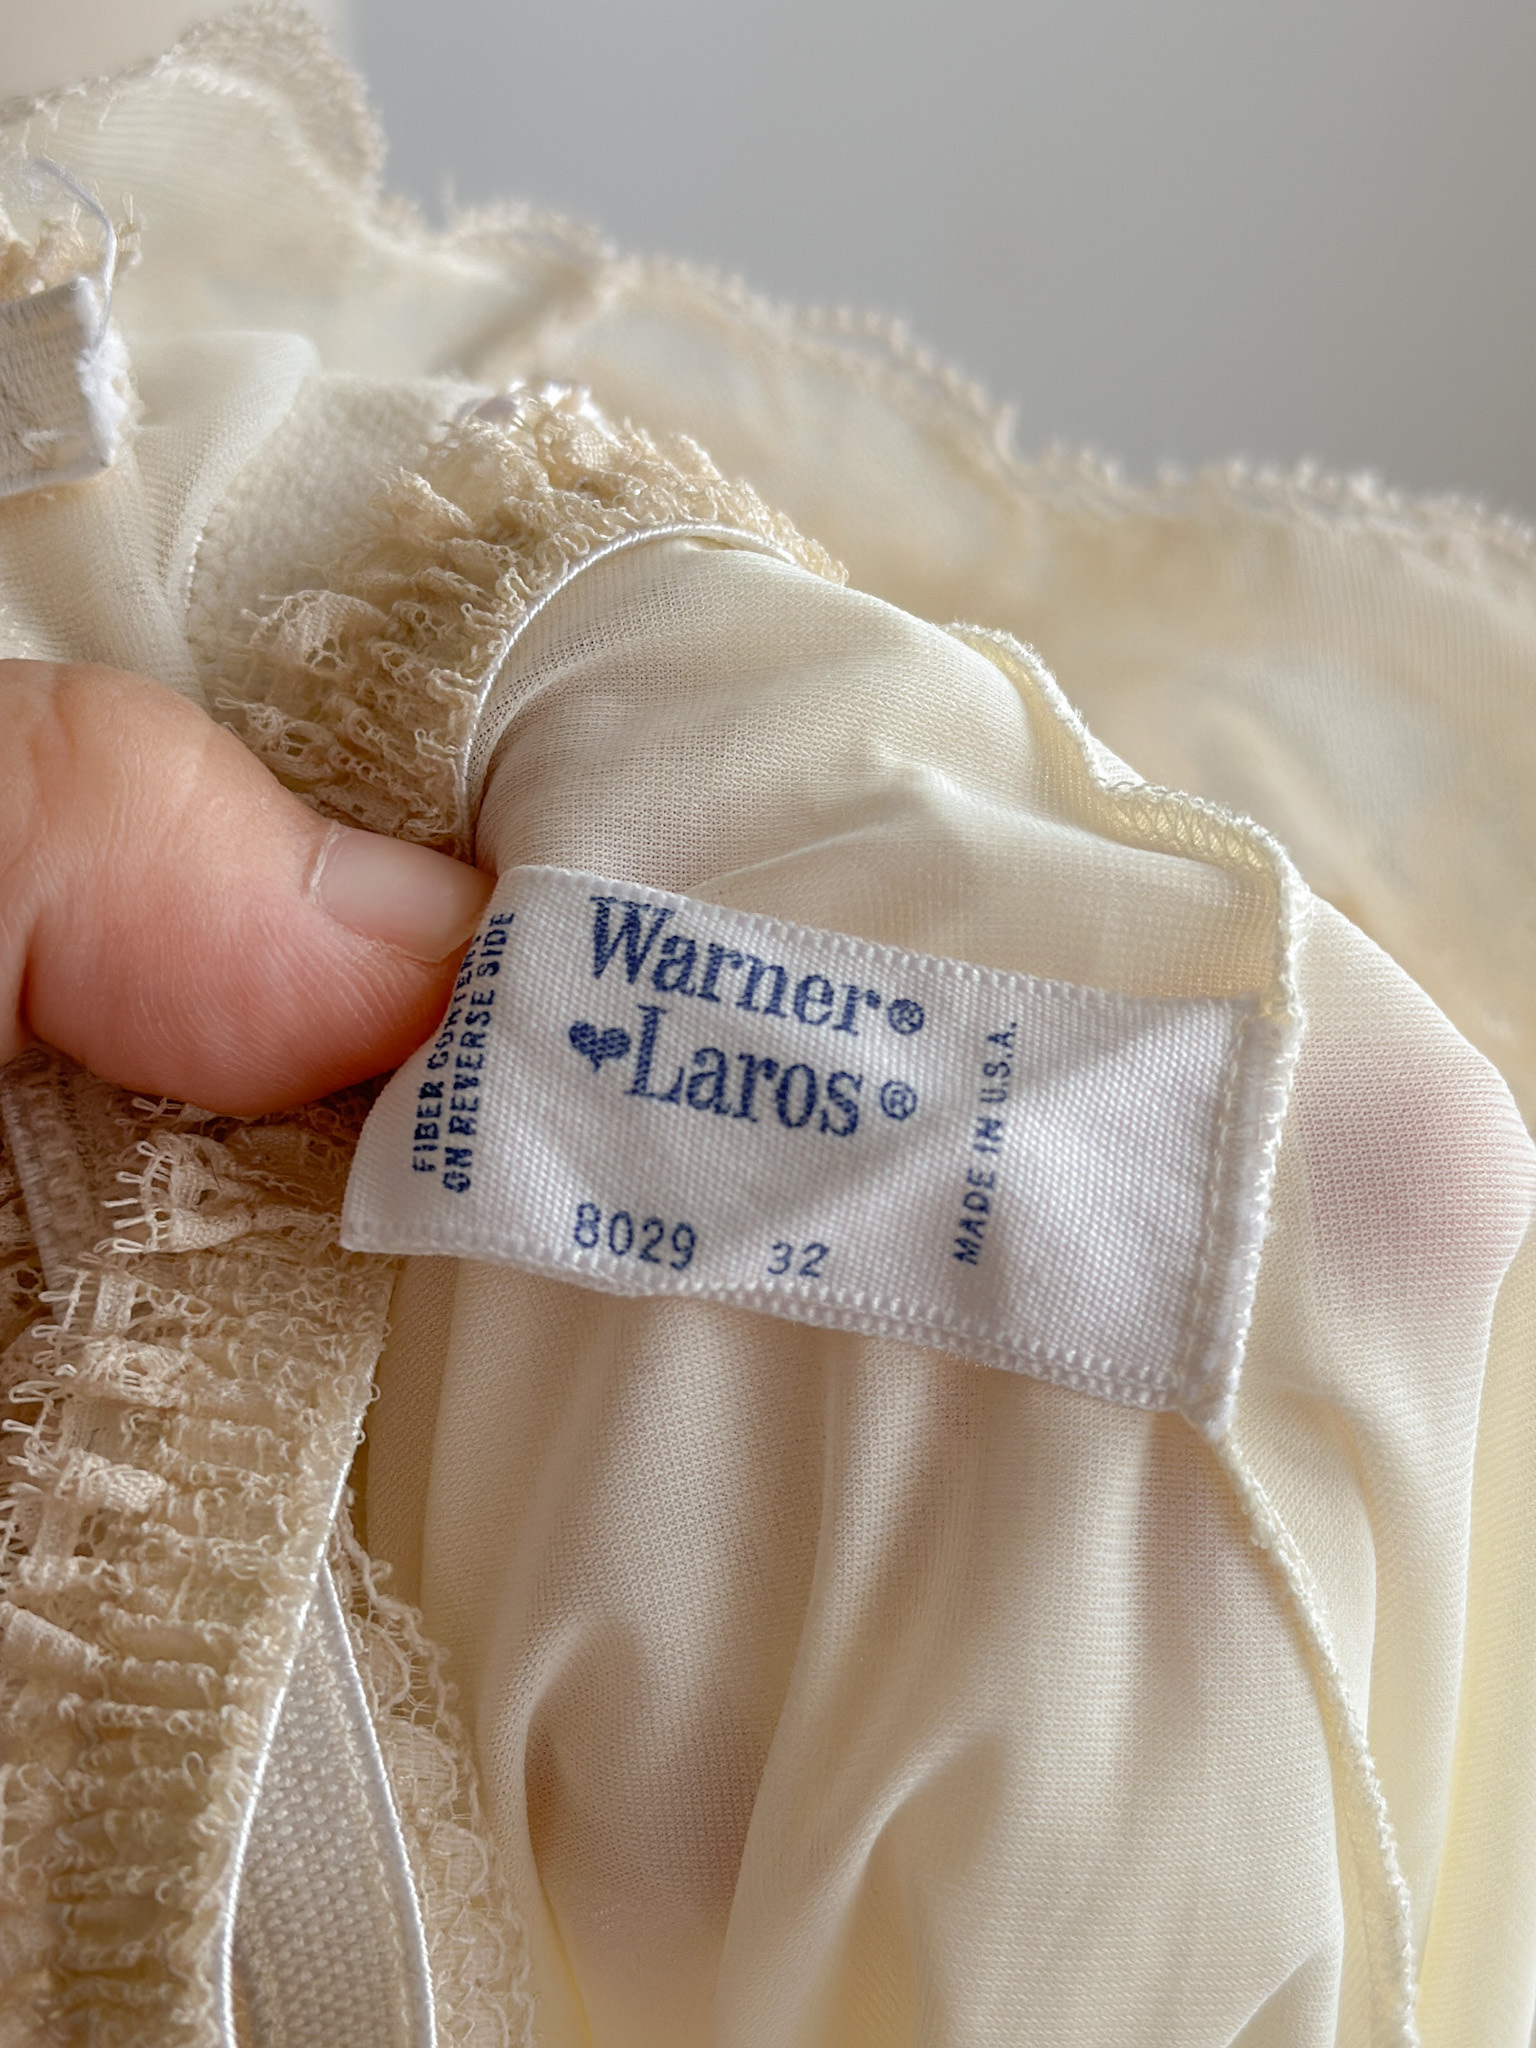 Warner®
Laros®
8029 32
FIBER CONTENT
ON REVERSE SIDE
MADE IN U.S.A.